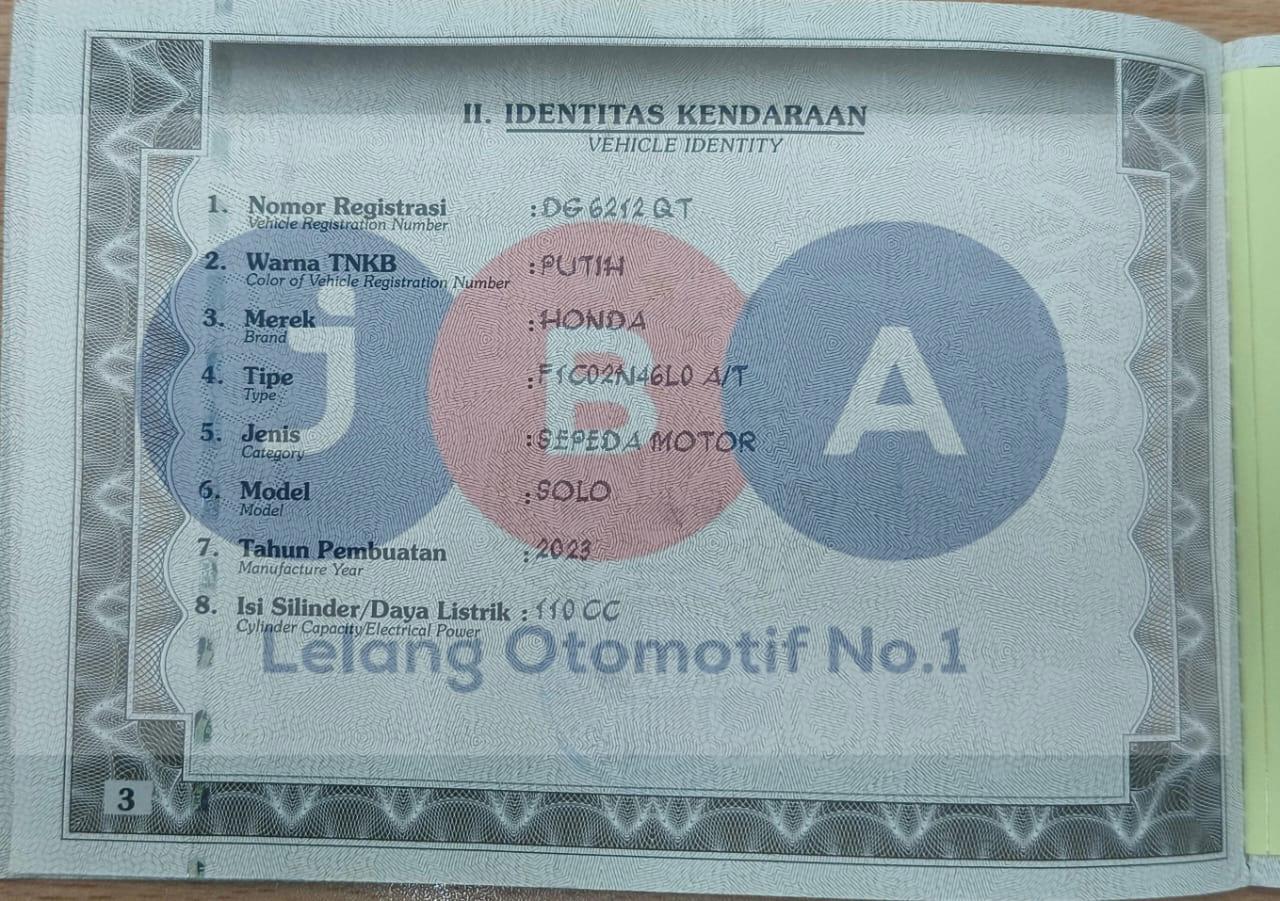 II. IDENTITAS KENDARAAN
VEHICLE IDENTITY
1. Nomor Registrasi : DG 6212 QT
Vehicle Registration Number
2. Warna TNKB : PUTIH
Color of Vehicle Registration Number
3. Merek : HONDA
Brand
4. Tipe : F1C02N46L0 A/T
Type
5. Jenis : SEPEDA MOTOR
Category
6. Model : SOLO
Model
7. Tahun Pembuatan : 2023
Manufacture Year
8. Isi Silinder/Daya Listrik : 110 CC
Cylinder Capacity/Electrical Power
j B A
Lelang Otomotif No.1
3